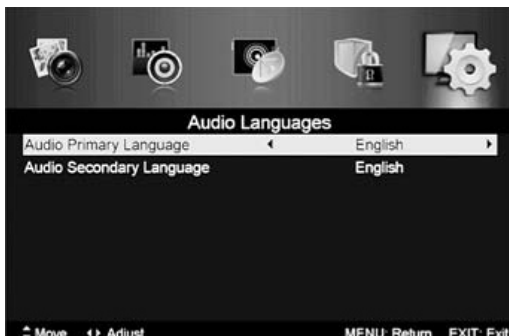 Audio Languages
Audio Primary Language English
Audio Secondary Language English
Move Adjust MENU: Return EXIT: Exit